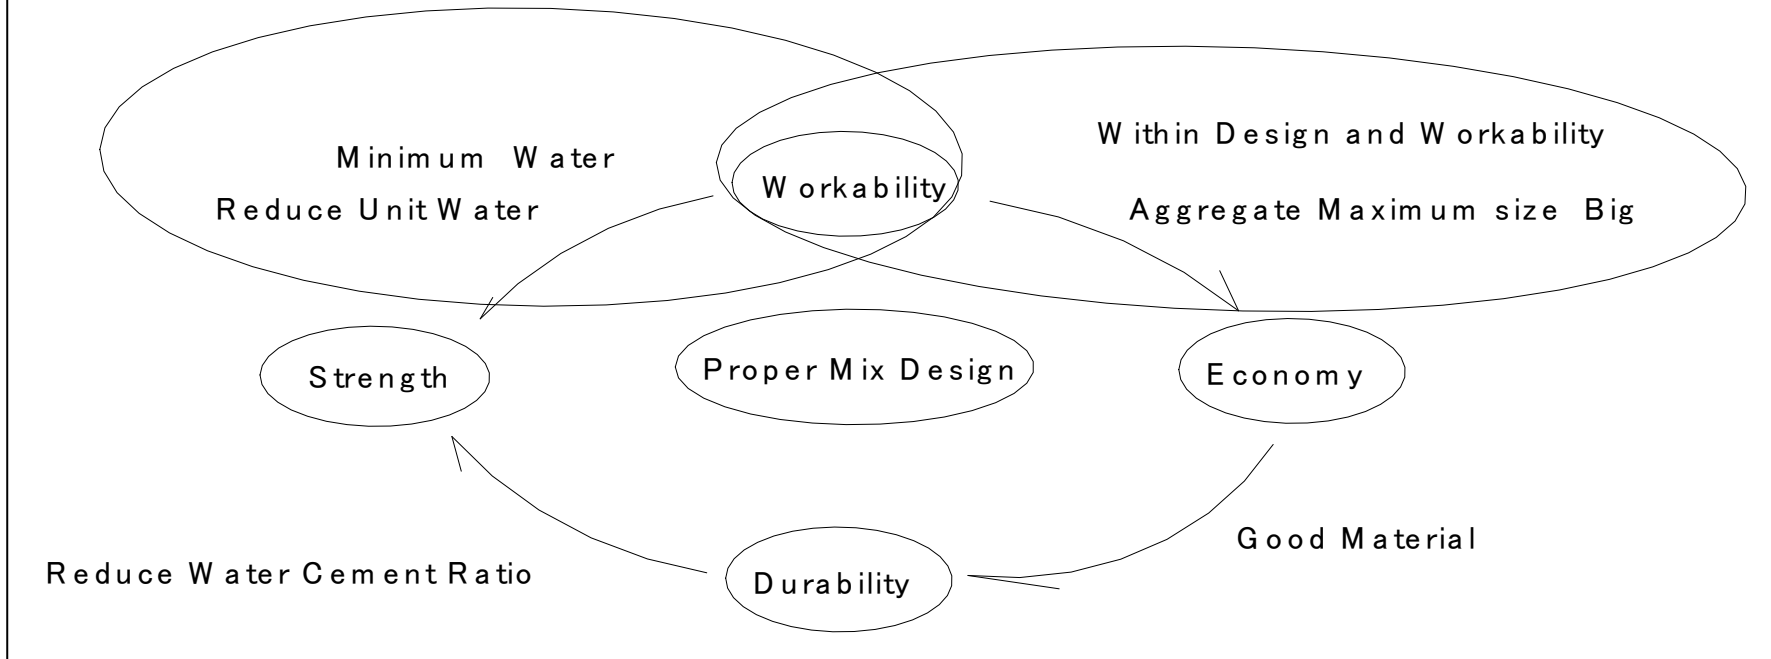 Within Design and Workability
Minimum Water
Workability
Reduce Unit Water
Aggregate Maximum size Big
Strength
Proper Mix Design
Economy
Good Material
Reduce Water Cement Ratio
Durability